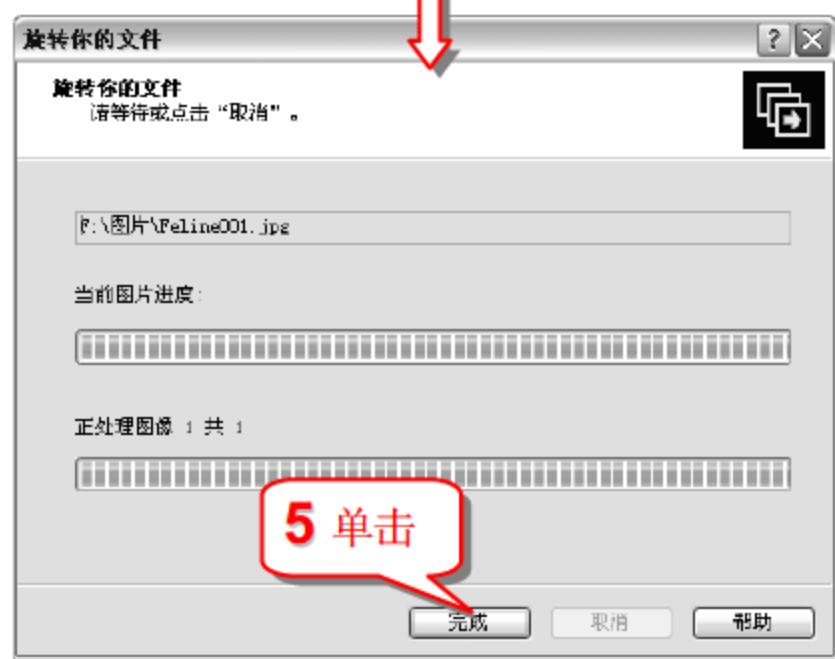 旋转你的文件
旋转你的文件
请等待或点击“取消”。
F:\图片\Feline001.jpg
当前图片进度:
正处理图像 1 共 1
5 单击
完成 取消 帮助